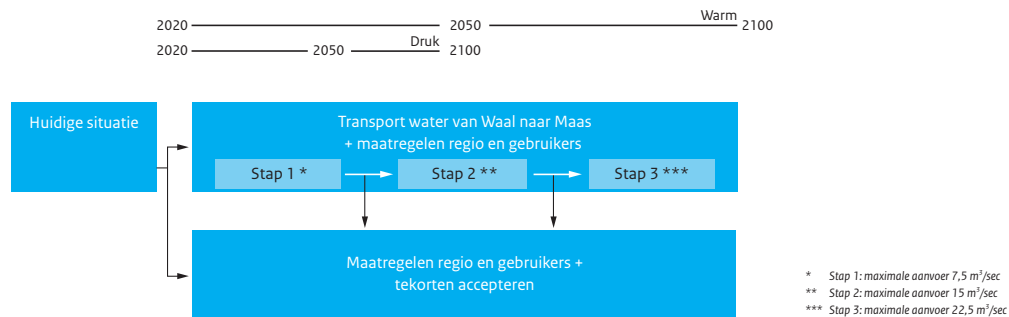 Warm
2020 2050 2100
Druk
2020 2050 2100
Huidige situatie
Transport water van Waal naar Maas
+ maatregelen regio en gebruikers
Stap 1 * Stap 2 ** Stap 3 ***
Maatregelen regio en gebruikers +
tekorten accepteren
* Stap 1: maximale aanvoer 7,5 m³/sec
** Stap 2: maximale aanvoer 15 m³/sec
*** Stap 3: maximale aanvoer 22,5 m³/sec